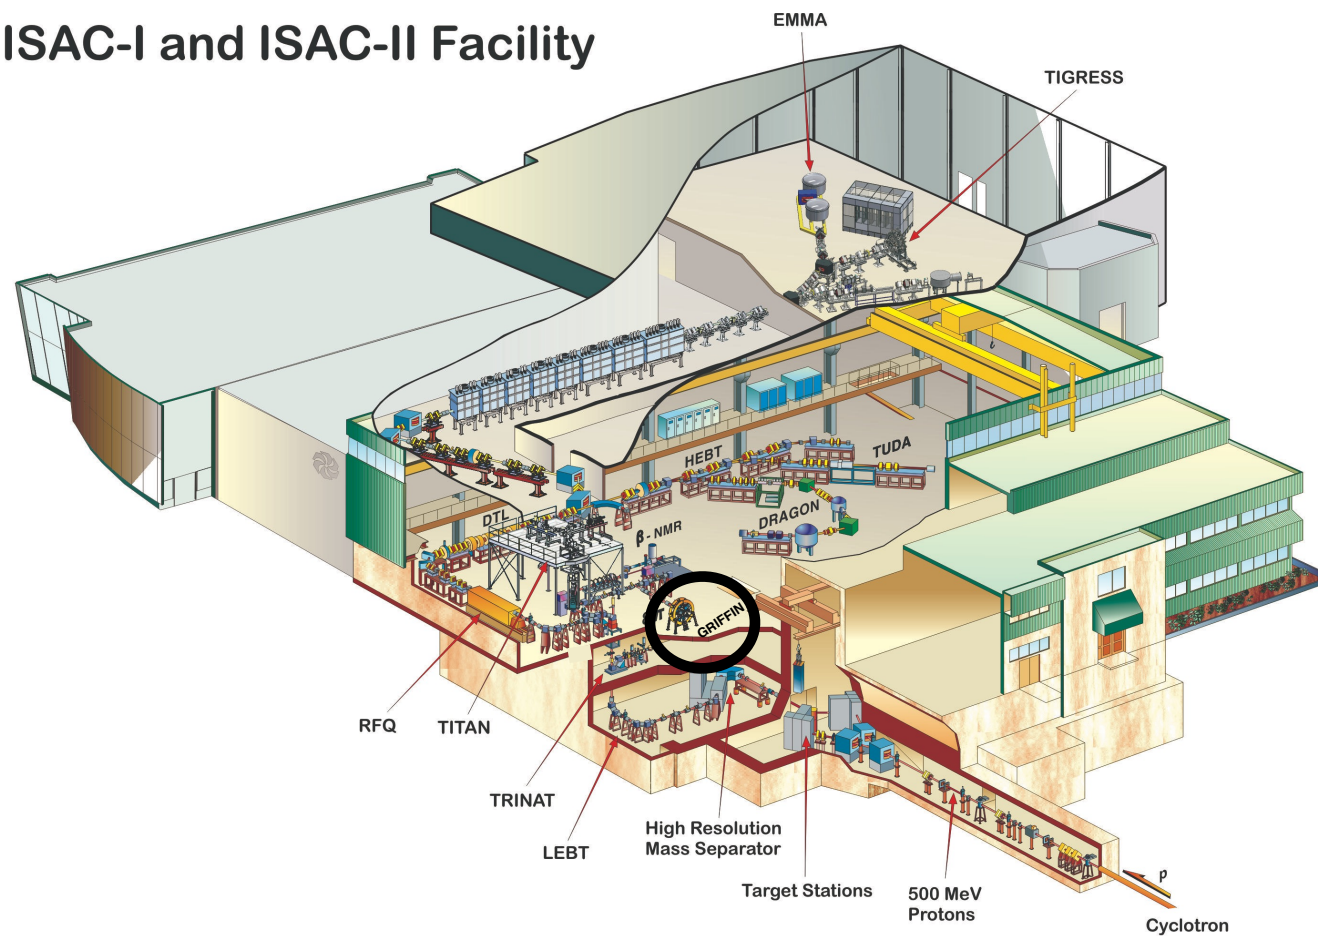 ISAC-I and ISAC-II Facility
EMMA
TIGRESS
HEBT
TUDA
DTL
β-NMR
DRAGON
GRIFFIN
RFQ
TITAN
TRINAT
LEBT
High Resolution
Mass Separator
Target Stations
500 MeV
Protons
p
Cyclotron